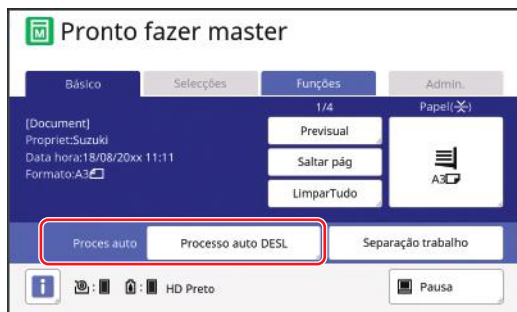 Pronto fazer master
Básico
Selecções
Funções
Admin.
1/4
Papel(
)
[Document]
Propriet:Suzuki
Data hora:18/08/20xx 11:11
Formato:A3
Previsual
Saltar pág
LimparTudo
A3
Proces auto
Processo auto DESL
Separação trabalho
i
:
:
HD Preto
Pausa